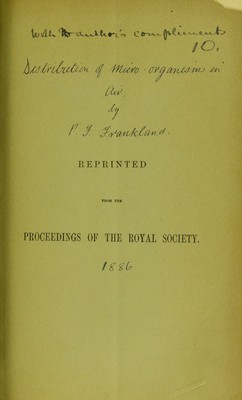 With the author's compliments
10.
Distribution of Micro-organisms in
Air
by
P. F. Frankland.
REPRINTED
FROM THE
PROCEEDINGS OF THE ROYAL SOCIETY.
1886